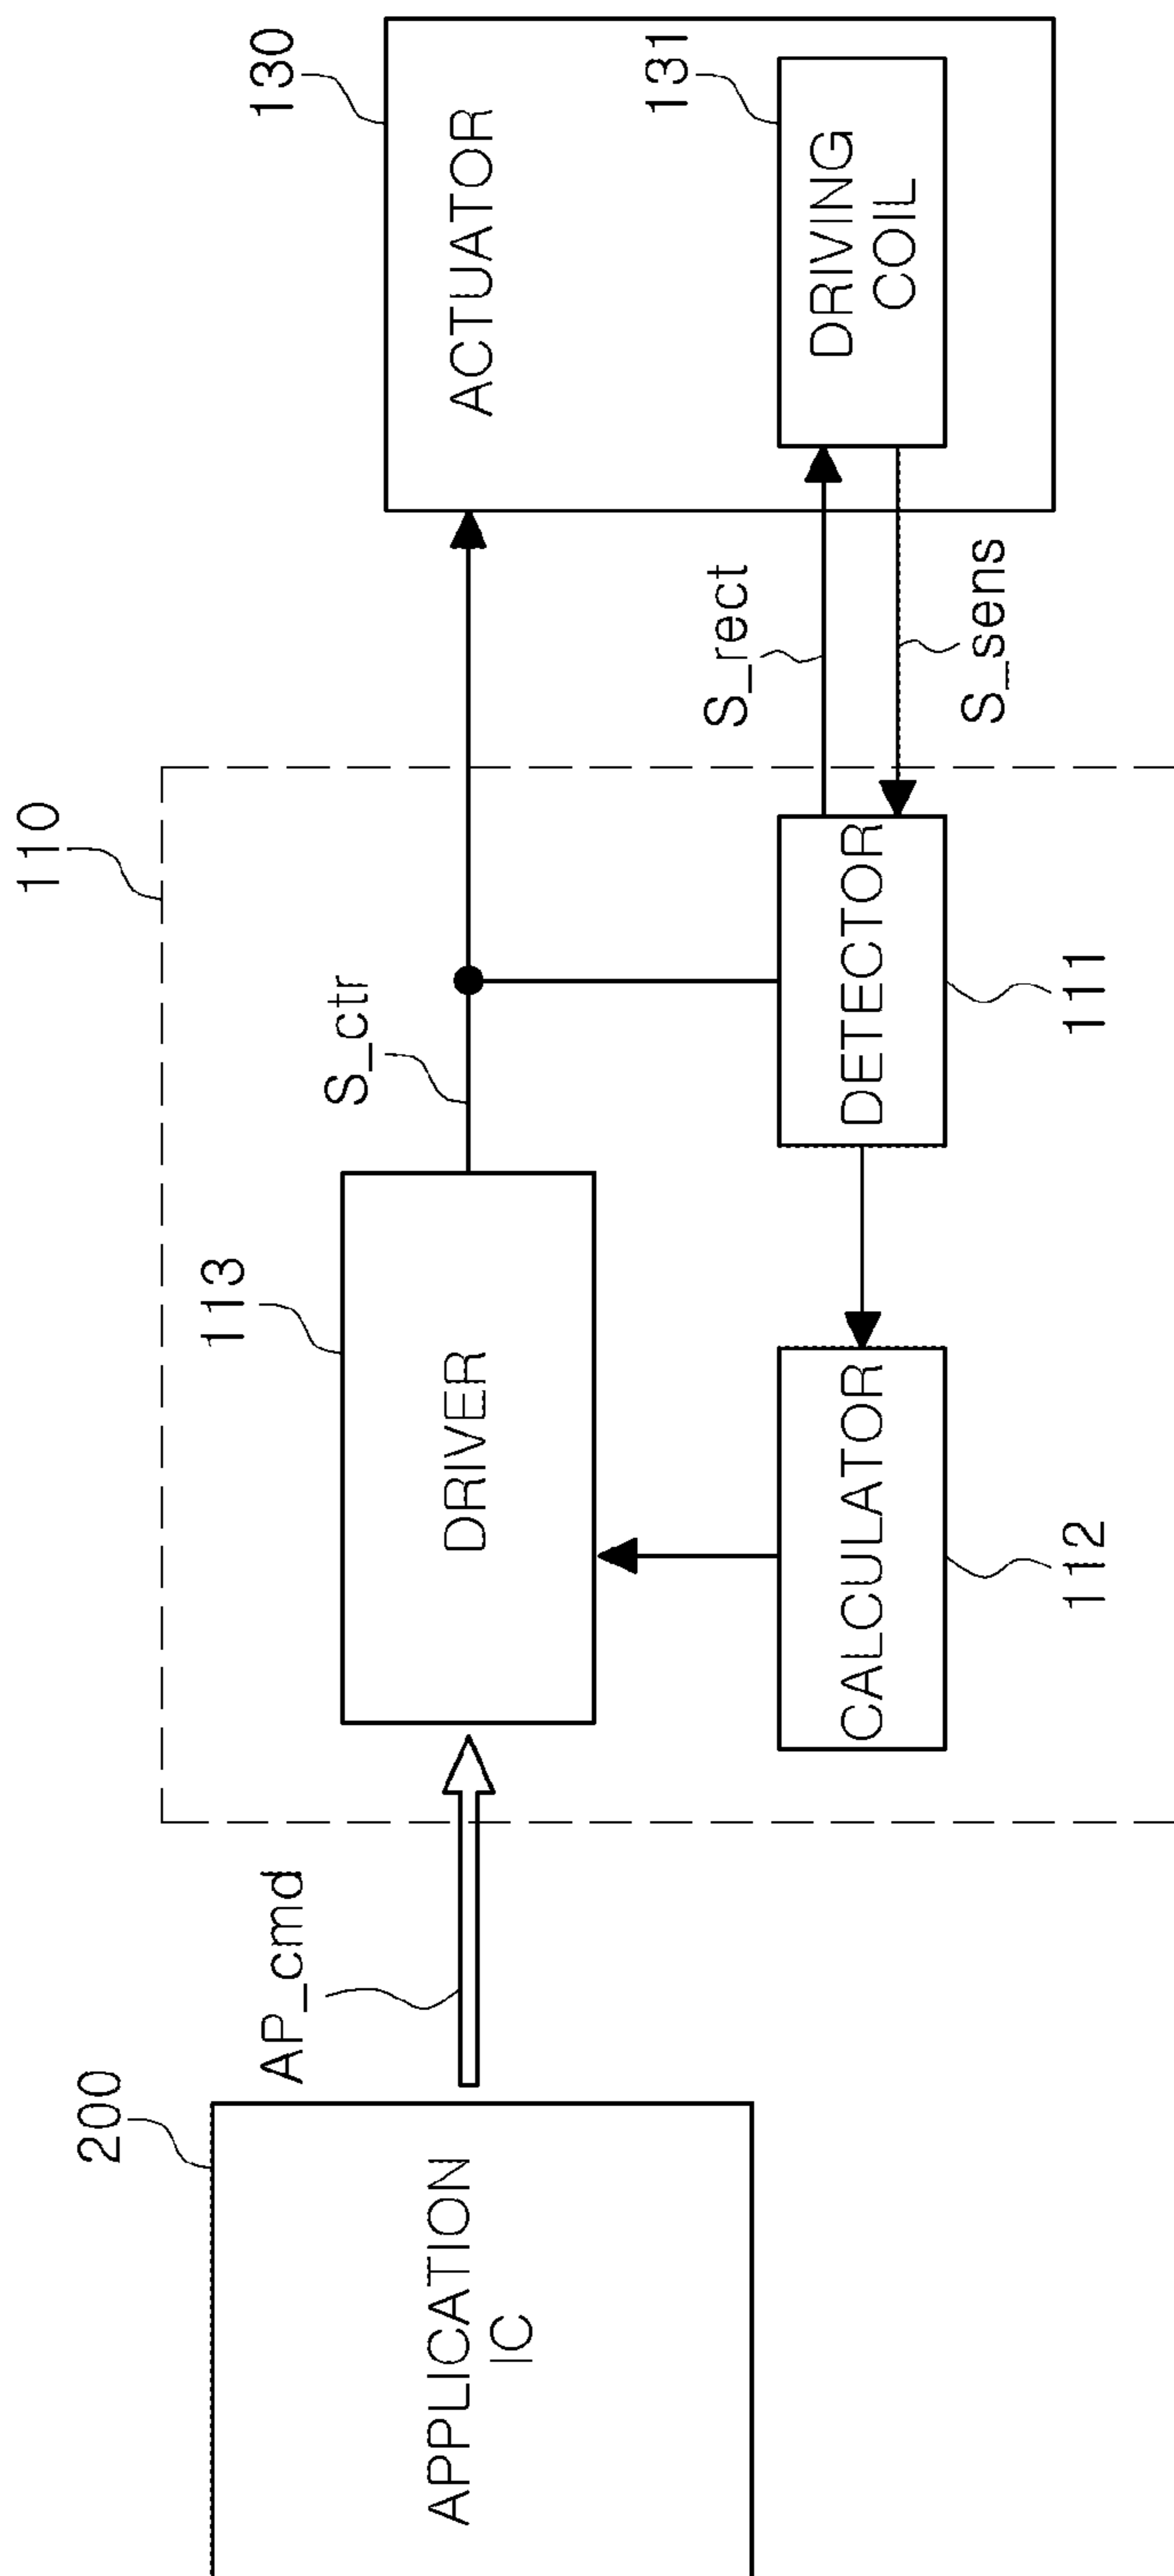 200
APPLICATION
IC
AP_cmd
110
113
DRIVER
S_ctr
CALCULATOR
112
DETECTOR
111
S_rect
S_sens
130
ACTUATOR
131
DRIVING
COIL